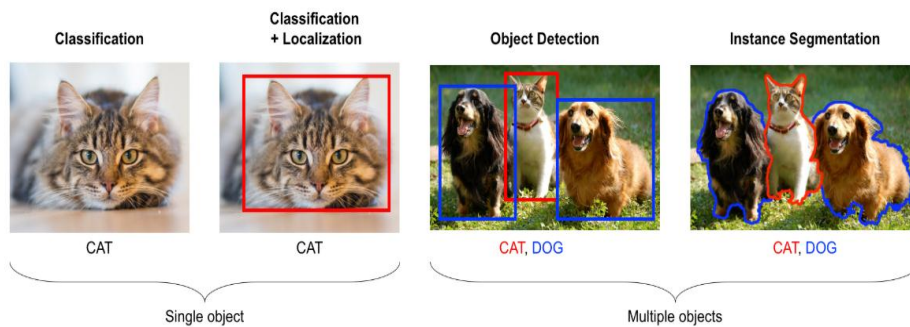 Classification
Classification
+ Localization
Object Detection
Instance Segmentation
CAT
CAT
CAT, DOG
CAT, DOG
Single object
Multiple objects